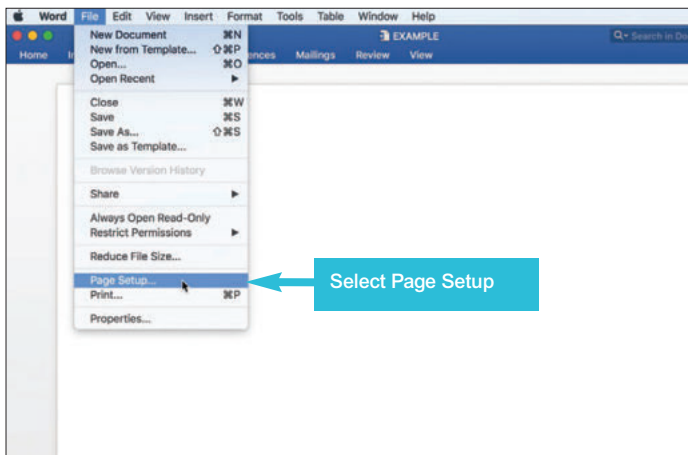 Word File Edit View Insert Format Tools Table Window Help
EXAMPLE
Search in Do
Home In ences Mailings Review View
New Document ⌘N
New from Template... ⇧⌘P
Open... ⌘O
Open Recent ▶
Close ⌘W
Save ⌘S
Save As... ⇧⌘S
Save as Template...
Browse Version History
Share ▶
Always Open Read-Only
Restrict Permissions ▶
Reduce File Size...
Page Setup...
Print... ⌘P
Properties...
Select Page Setup